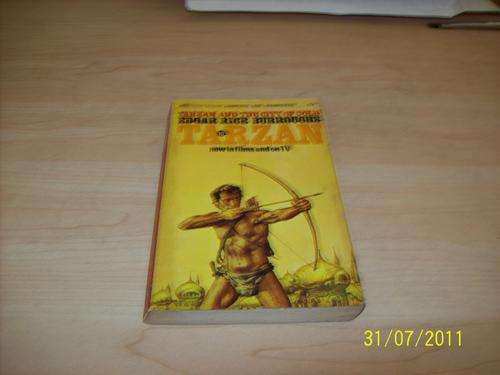 TARZAN AND THE CITY OF GOLD
EDGAR RICE BURROUGHS
TARZAN
now in films and on TV
31/07/2011